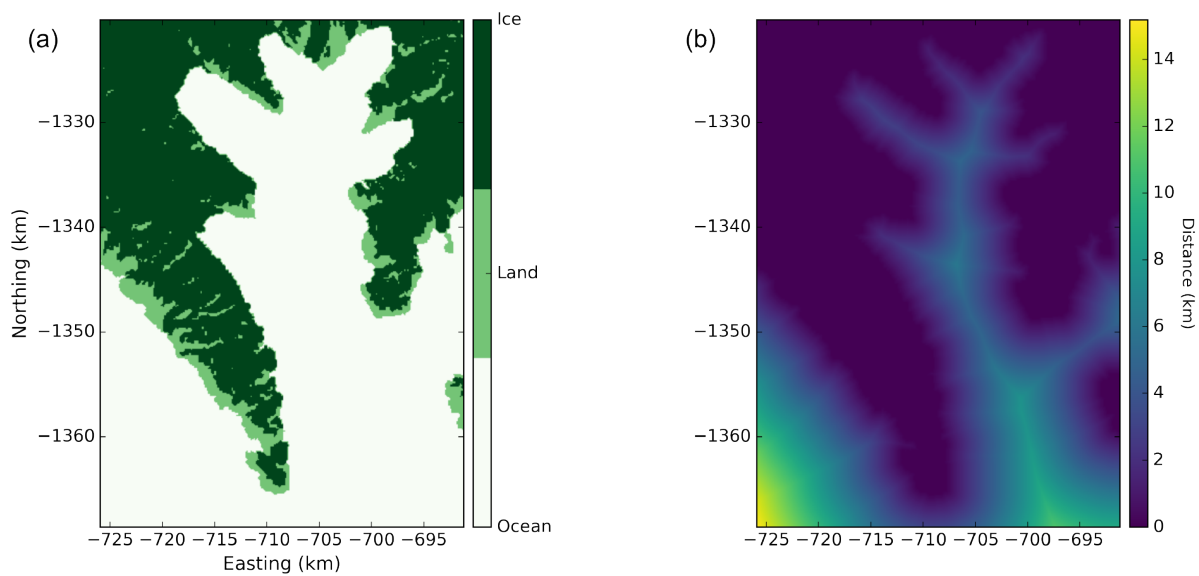 (a)
Northing (km)
−1330
−1340
−1350
−1360
−725 −720 −715 −710 −705 −700 −695
Easting (km)
Ice
Land
Ocean
(b)
−1330
−1340
−1350
−1360
−725 −720 −715 −710 −705 −700 −695
14
12
10
8
6
4
2
0
Distance (km)